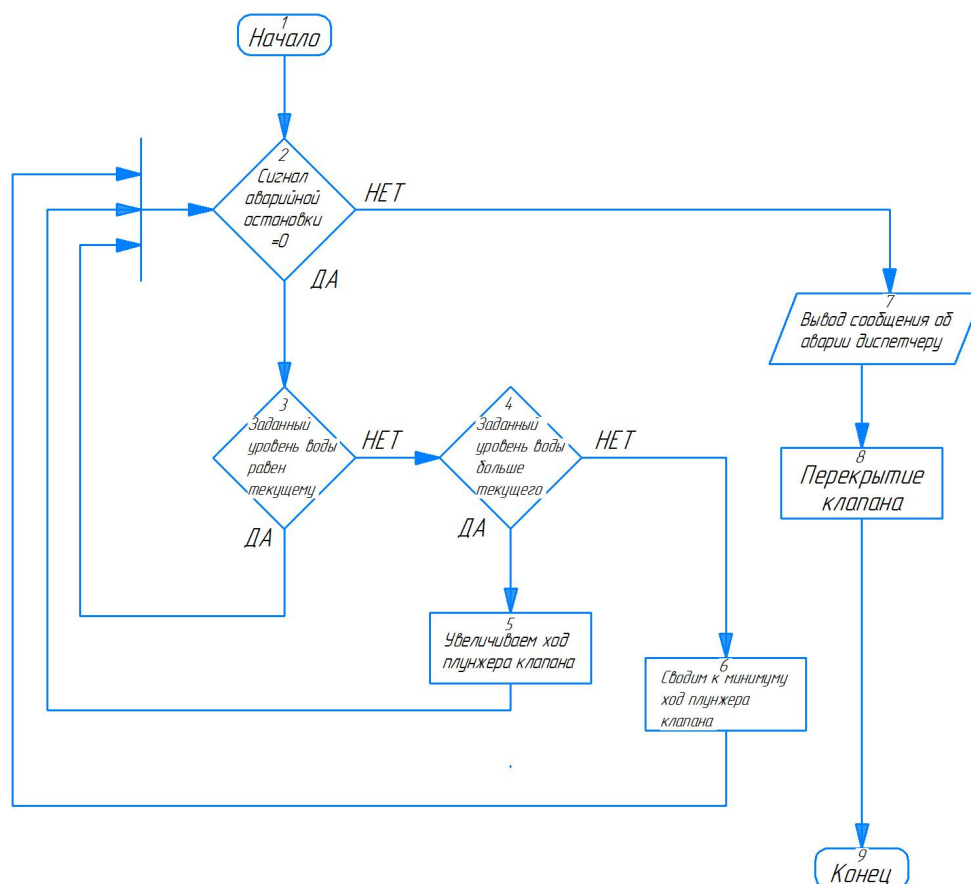 1
Начало
2
Сигнал
аварийной
остановки
=0
НЕТ
ДА
7
Вывод сообщения об
аварии диспетчеру
3
Заданный
уровень воды
равен
текущему
НЕТ
ДА
4
Заданный
уровень воды
больше
текущего
НЕТ
ДА
8
Перекрытие
клапана
5
Увеличиваем ход
плунжера клапана
6
Сводим к минимуму
ход плунжера
клапана
9
Конец